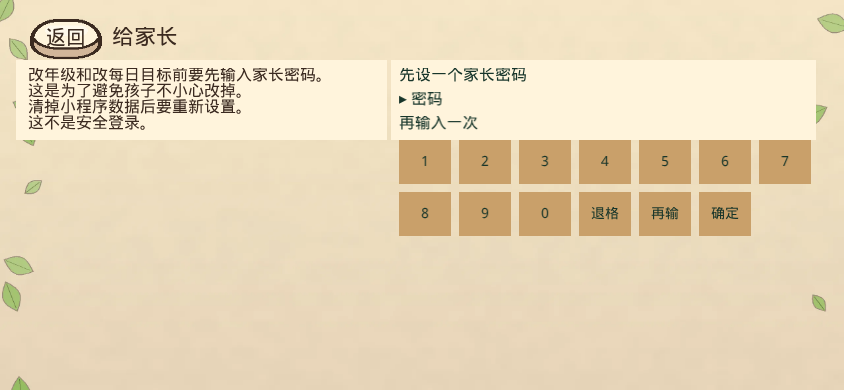 返回 给家长
改年级和改每日目标前要先输入家长密码。
这是为了避免孩子不小心改掉。
清掉小程序数据后要重新设置。
这不是安全登录。
先设一个家长密码
▸ 密码
再输入一次
1 2 3 4 5 6 7
8 9 0 退格 再输 确定